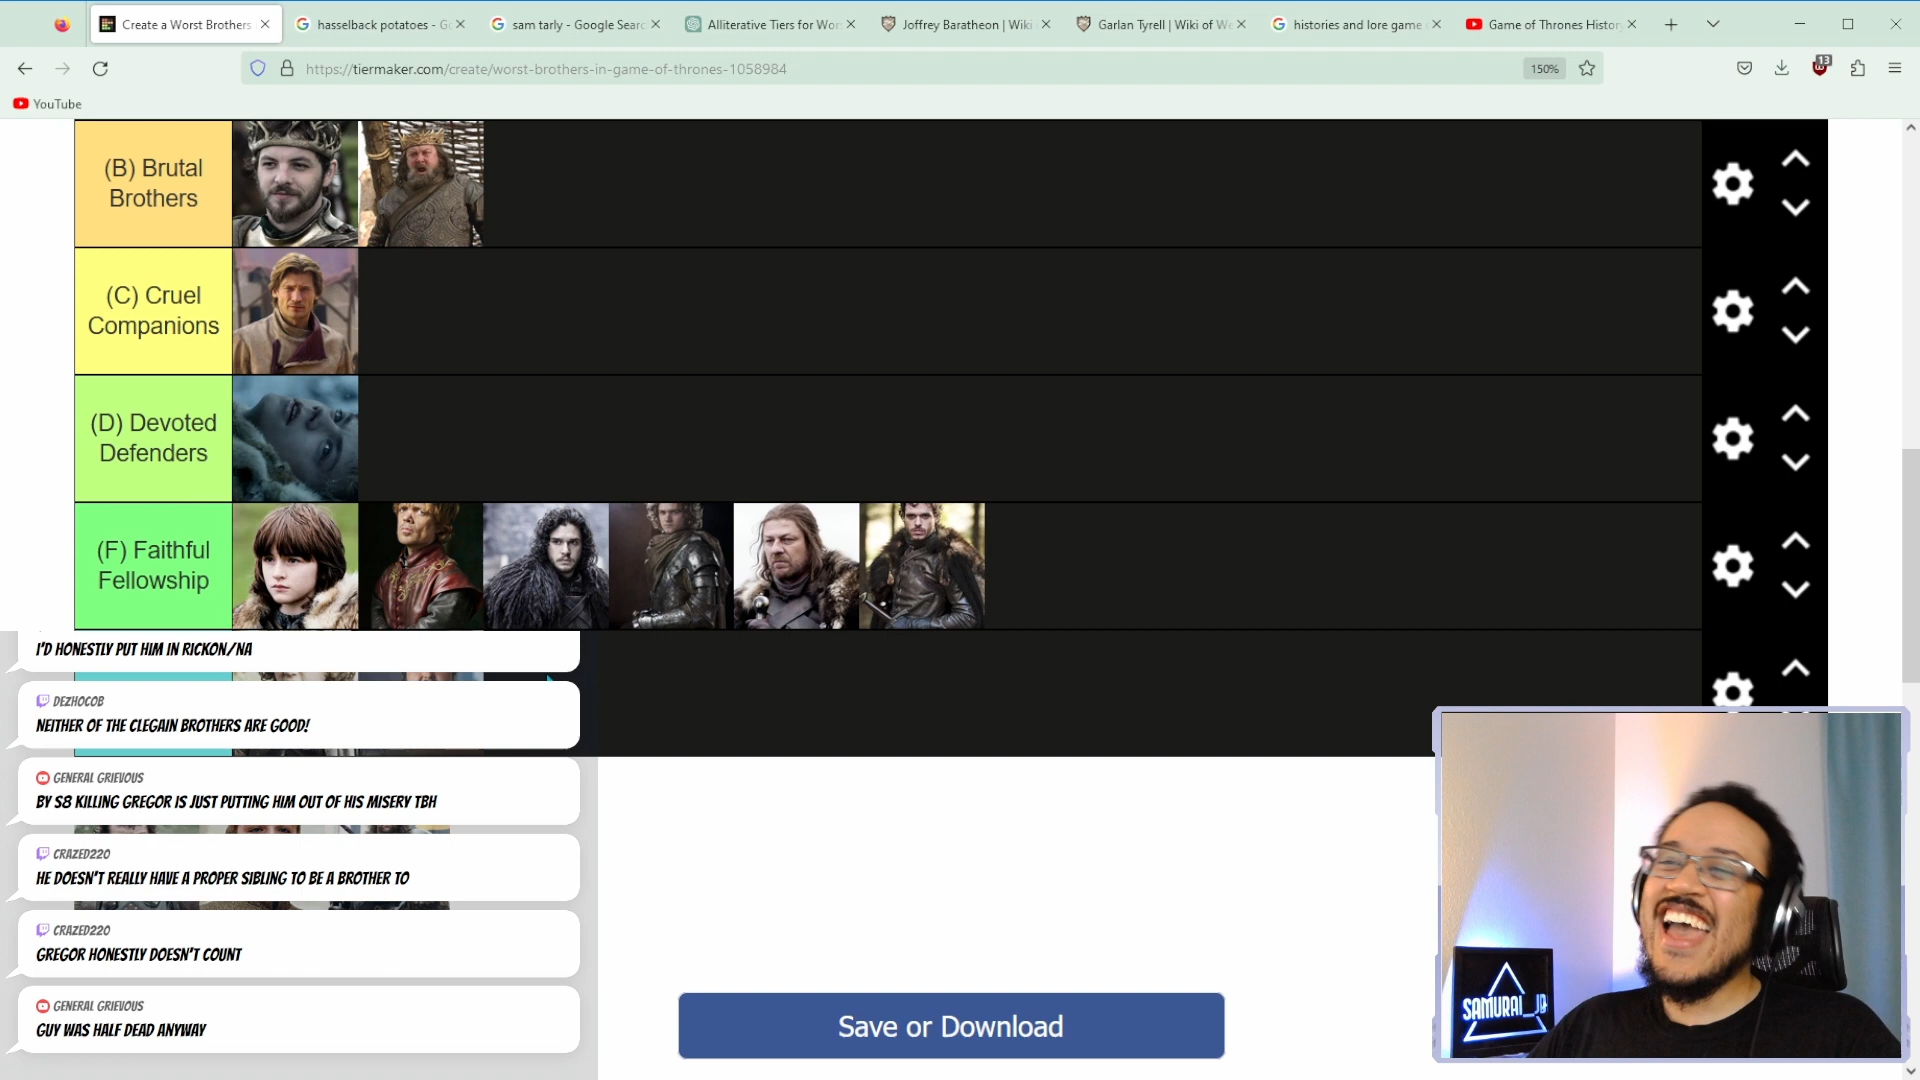 Create a Worst Brothers
hasselback potatoes - G
sam tarly - Google Searc
Alliterative Tiers for Wor
Joffrey Baratheon | Wiki
Garlan Tyrell | Wiki of We
histories and lore game
Game of Thrones Histor
https://tiermaker.com/create/worst-brothers-in-game-of-thrones-1058984
150%
13
YouTube
(B) Brutal
Brothers
(C) Cruel
Companions
(D) Devoted
Defenders
(F) Faithful
Fellowship
I'D HONESTLY PUT HIM IN RICKON/NA
DEZHOCOB
NEITHER OF THE CLEGAIN BROTHERS ARE GOOD!
GENERAL GRIEVOUS
BY S8 KILLING GREGOR IS JUST PUTTING HIM OUT OF HIS MISERY TBH
CRAZED220
HE DOESN'T REALLY HAVE A PROPER SIBLING TO BE A BROTHER TO
CRAZED220
GREGOR HONESTLY DOESN'T COUNT
GENERAL GRIEVOUS
GUY WAS HALF DEAD ANYWAY
Save or Download
SAMURAI_JB